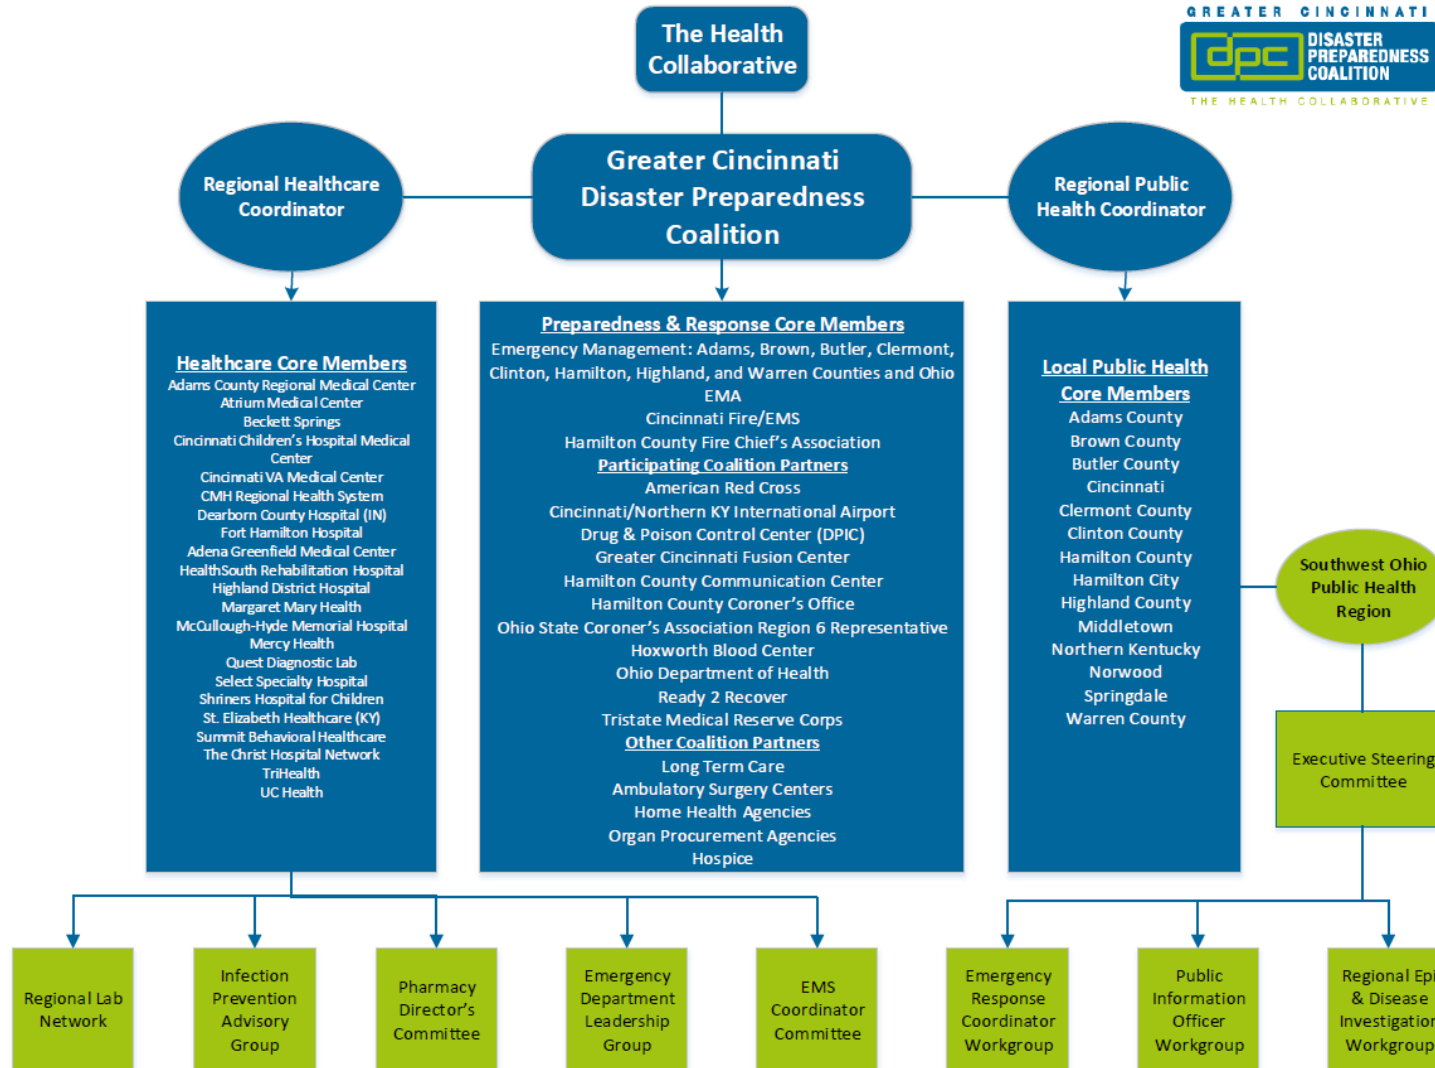 GREATER CINCINNATI
dpc
DISASTER
PREPAREDNESS
COALITION
THE HEALTH COLLABORATIVE
The Health
Collaborative
Regional Healthcare
Coordinator
Greater Cincinnati
Disaster Preparedness
Coalition
Regional Public
Health Coordinator
Healthcare Core Members
Adams County Regional Medical Center
Atrium Medical Center
Beckett Springs
Cincinnati Children's Hospital Medical
Center
Cincinnati VA Medical Center
CMH Regional Health System
Dearborn County Hospital (IN)
Fort Hamilton Hospital
Adena Greenfield Medical Center
HealthSouth Rehabilitation Hospital
Highland District Hospital
Margaret Mary Health
McCullough-Hyde Memorial Hospital
Mercy Health
Quest Diagnostic Lab
Select Specialty Hospital
Shriners Hospital for Children
St. Elizabeth Healthcare (KY)
Summit Behavioral Healthcare
The Christ Hospital Network
TriHealth
UC Health
Preparedness & Response Core Members
Emergency Management: Adams, Brown, Butler, Clermont,
Clinton, Hamilton, Highland, and Warren Counties and Ohio
EMA
Cincinnati Fire/EMS
Hamilton County Fire Chief's Association
Participating Coalition Partners
American Red Cross
Cincinnati/Northern KY International Airport
Drug & Poison Control Center (DPIC)
Greater Cincinnati Fusion Center
Hamilton County Communication Center
Hamilton County Coroner's Office
Ohio State Coroner's Association Region 6 Representative
Hoxworth Blood Center
Ohio Department of Health
Ready 2 Recover
Tristate Medical Reserve Corps
Other Coalition Partners
Long Term Care
Ambulatory Surgery Centers
Home Health Agencies
Organ Procurement Agencies
Hospice
Local Public Health
Core Members
Adams County
Brown County
Butler County
Cincinnati
Clermont County
Clinton County
Hamilton County
Hamilton City
Highland County
Middletown
Northern Kentucky
Norwood
Springdale
Warren County
Southwest Ohio
Public Health
Region
Executive Steering
Committee
Regional Lab
Network
Infection
Prevention
Advisory
Group
Pharmacy
Director's
Committee
Emergency
Department
Leadership
Group
EMS
Coordinator
Committee
Emergency
Response
Coordinator
Workgroup
Public
Information
Officer
Workgroup
Regional Epi
& Disease
Investigation
Workgroup